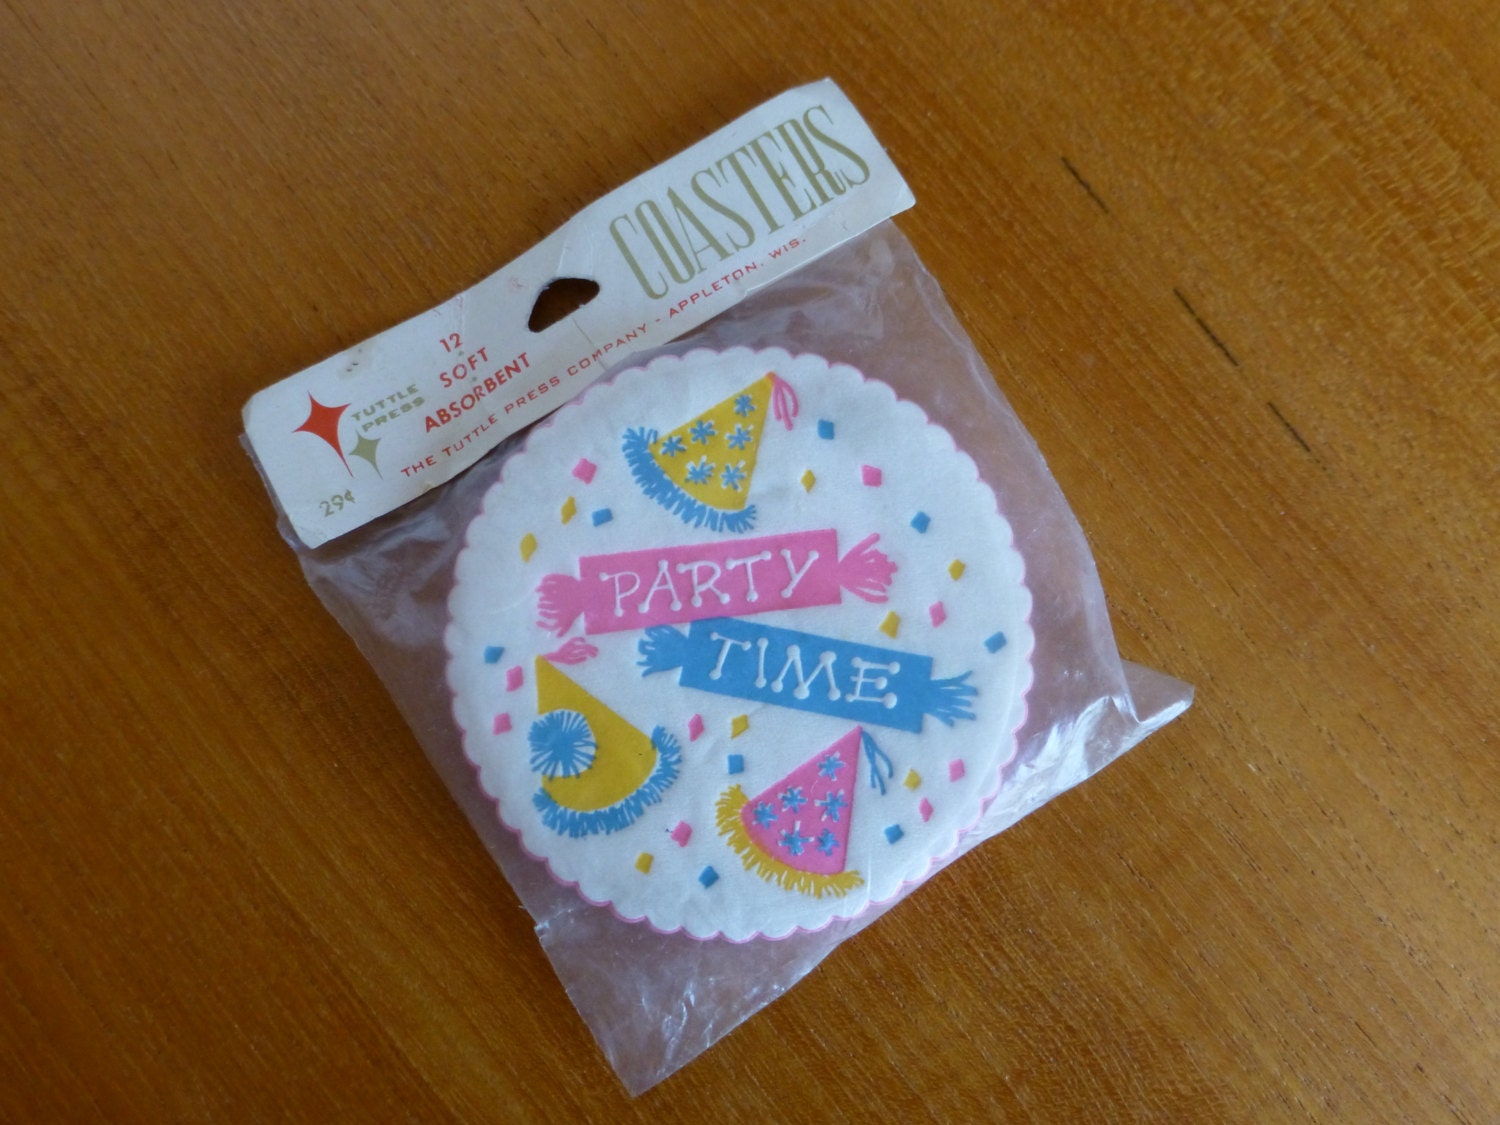 COASTERS
12
SOFT
ABSORBENT
TUTTLE
PRESS
THE TUTTLE PRESS COMPANY - APPLETON, WIS.
29¢
PARTY
TIME